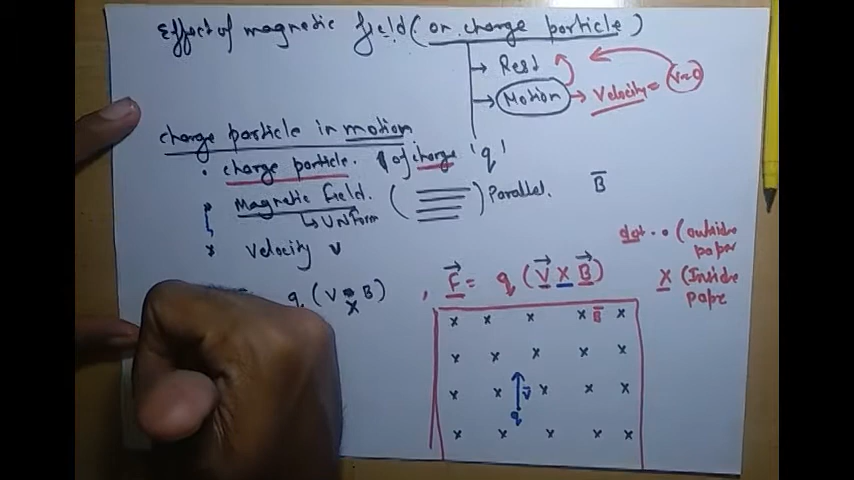 Effect of magnetic field (on charge particle)
→ Rest
→ Motion → Velocity = v=0
charge particle in motion
• charge particle. of charge 'q'
• Magnetic field. ( ) Parallel. B
↳ Uniform
× Velocity v
dot . • (outside paper
× (Inside pape
q (V × B) , F = q (V × B)
× × × × B ×
× × × × ×
× × v × × ×
q
× × × × ×